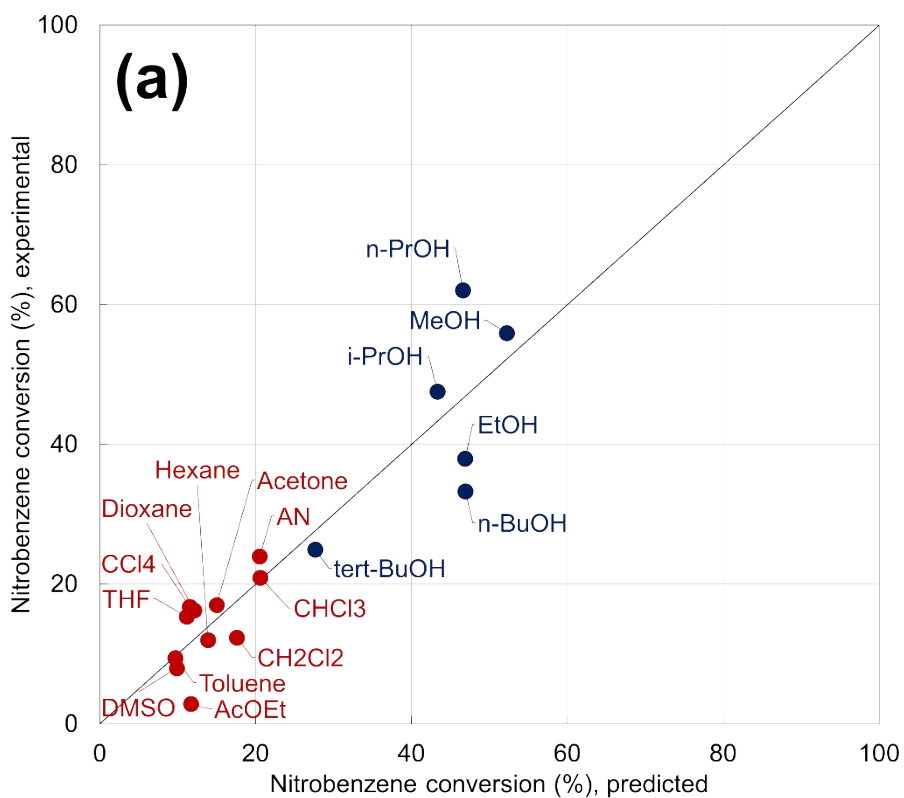 (a)
Nitrobenzene conversion (%), experimental
100
80
60
40
20
0
n-PrOH
MeOH
i-PrOH
EtOH
n-BuOH
tert-BuOH
Hexane
Acetone
Dioxane
AN
CCl4
THF
CHCl3
CH2Cl2
Toluene
DMSO
AcOEt
0
20
40
60
80
100
Nitrobenzene conversion (%), predicted